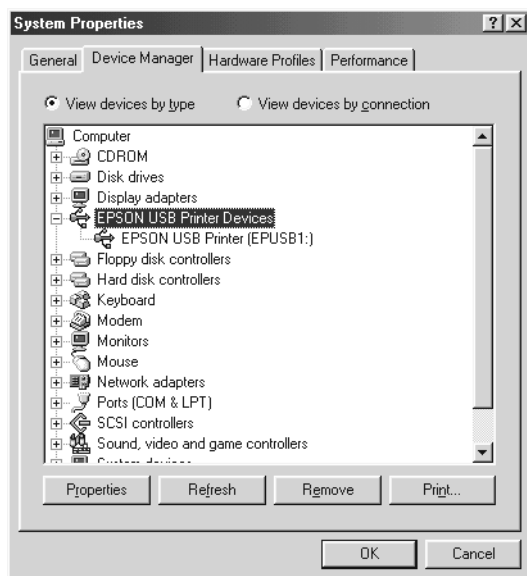 System Properties
General Device Manager Hardware Profiles Performance
View devices by type View devices by connection
Computer
CDROM
Disk drives
Display adapters
EPSON USB Printer Devices
EPSON USB Printer (EPUSB1:)
Floppy disk controllers
Hard disk controllers
Keyboard
Modem
Monitors
Mouse
Network adapters
Ports (COM & LPT)
SCSI controllers
Sound, video and game controllers
System devices
Properties Refresh Remove Print...
OK Cancel